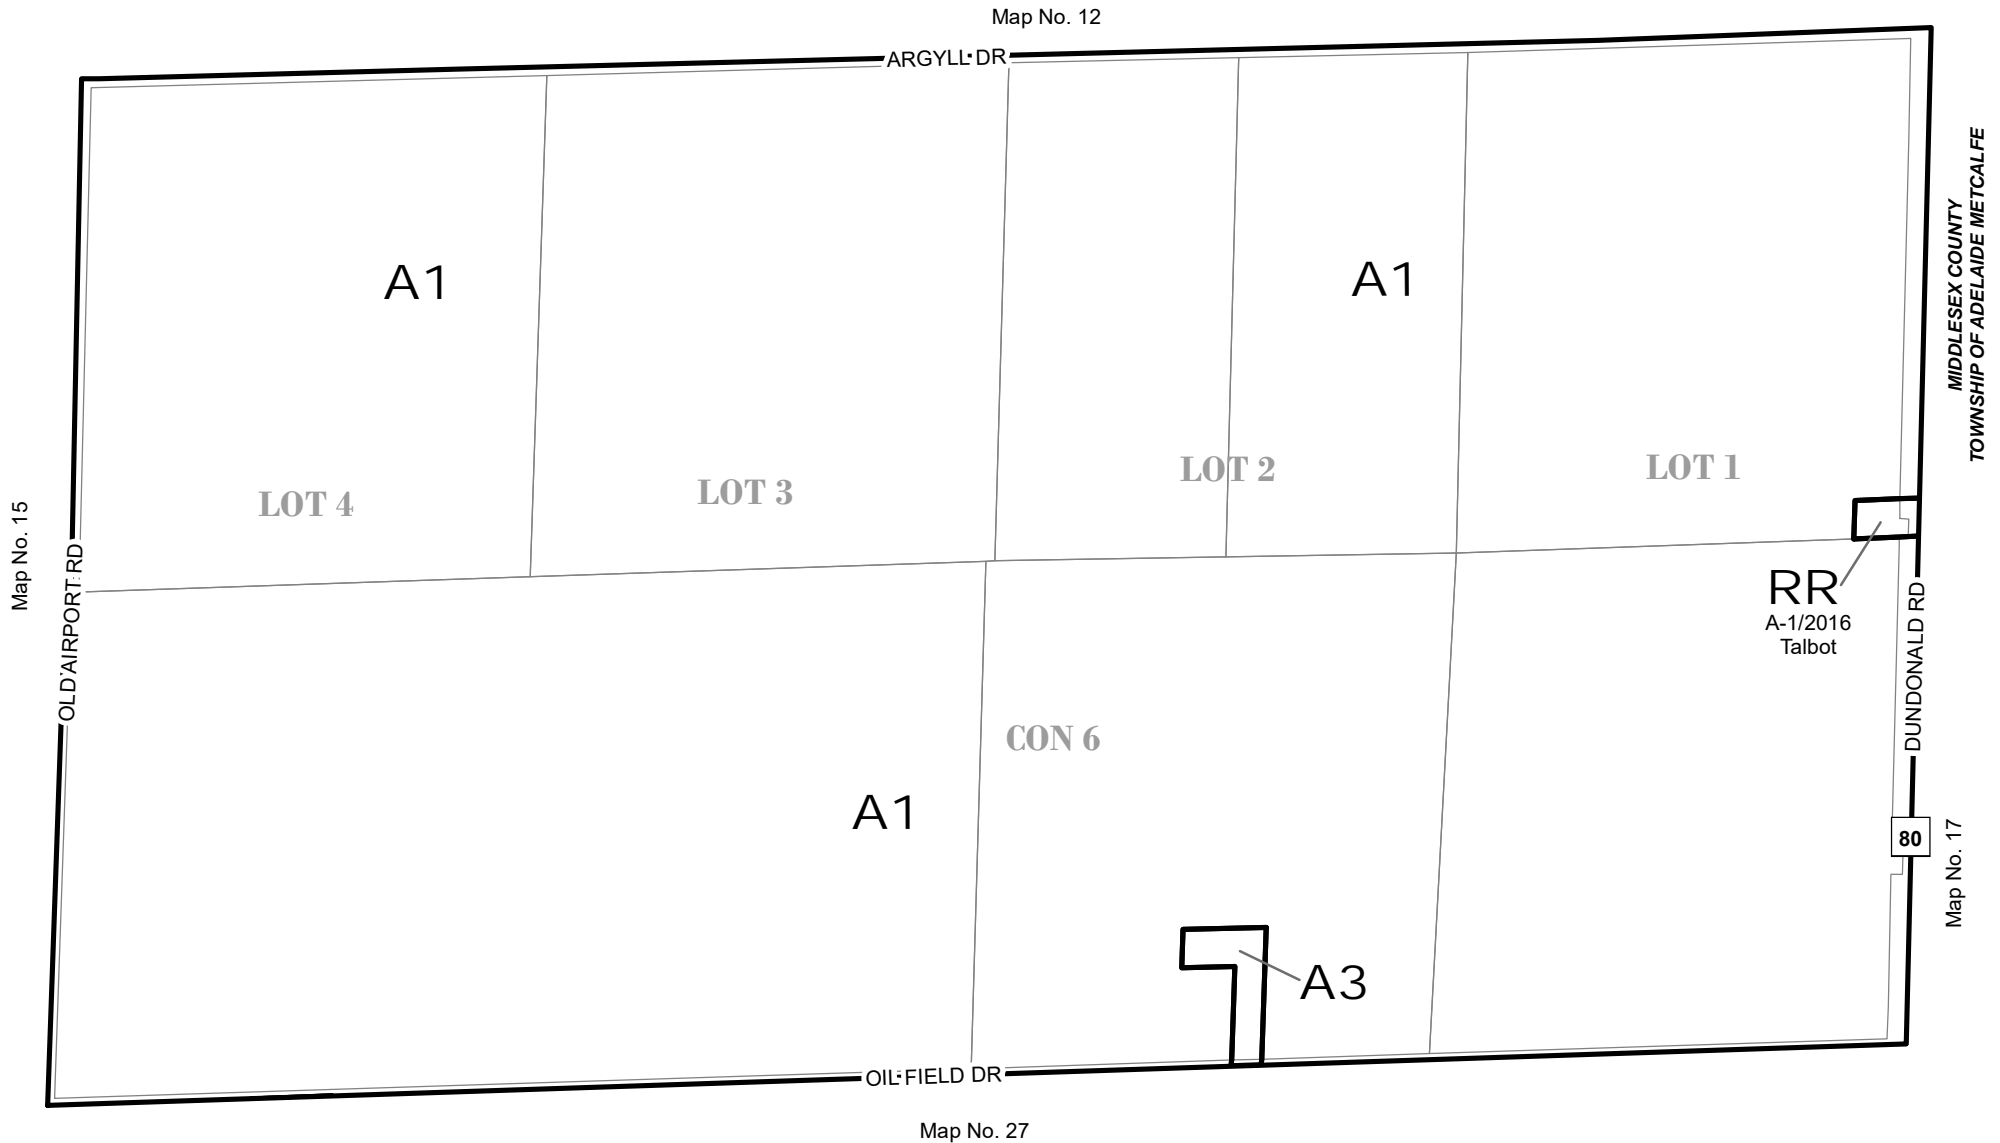 Map No. 12
ARGYLL DR
MIDDLESEX COUNTY
TOWNSHIP OF ADELAIDE METCALFE
A1
A1
LOT 4
LOT 3
LOT 2
LOT 1
Map No. 15
OLD AIRPORT RD
RR
A-1/2016
Talbot
DUNDONALD RD
CON 6
A1
80
Map No. 17
A3
OIL FIELD DR
Map No. 27